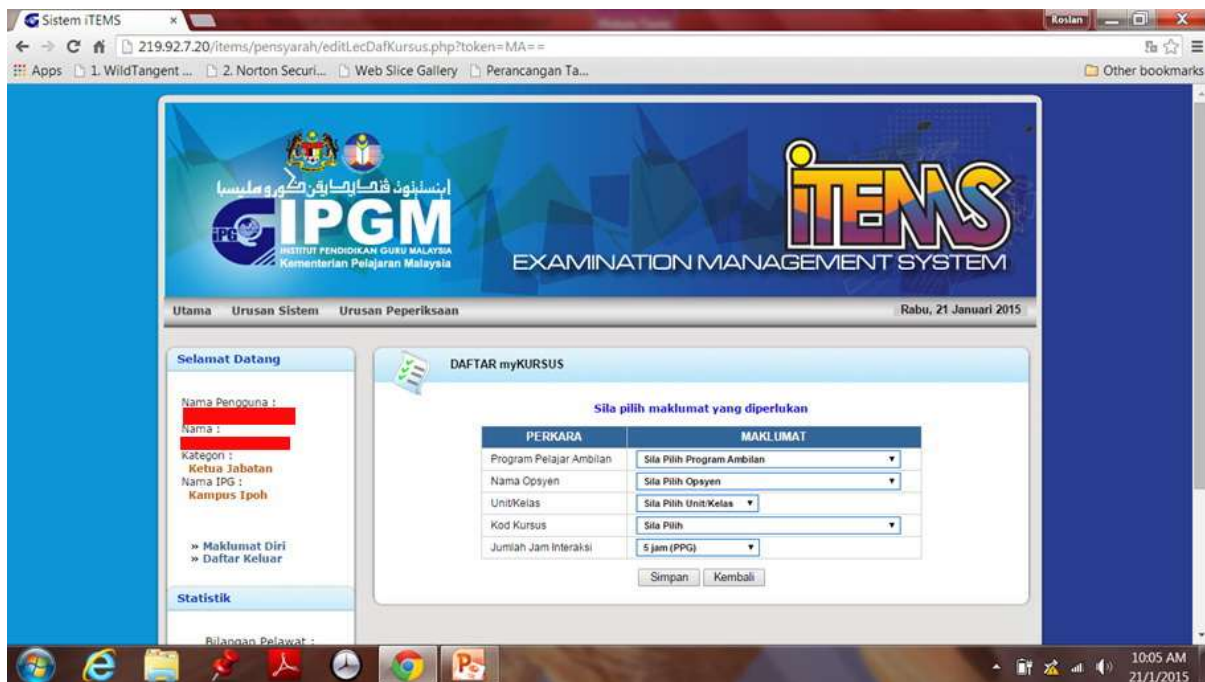 Sistem iTEMS
Roslan
219.92.7.20/items/pensyarah/editLecDafKursus.php?token=MA==
Apps 1. WildTangent ... 2. Norton Securi... Web Slice Gallery Perancangan Ta... Other bookmarks
IPG
IPGM
INSTITUT PENDIDIKAN GURU MALAYSIA
Kementerian Pelajaran Malaysia
iTEMS
EXAMINATION MANAGEMENT SYSTEM
Utama Urusan Sistem Urusan Peperiksaan Rabu, 21 Januari 2015
Selamat Datang
Nama Pengguna :
Nama :
Kategori :
Ketua Jabatan
Nama IPG :
Kampus Ipoh
» Maklumat Diri
» Daftar Keluar
Statistik
Bilangan Pelawat :
DAFTAR myKURSUS
Sila pilih maklumat yang diperlukan
PERKARA MAKLUMAT
Program Pelajar Ambilan Sila Pilih Program Ambilan
Nama Opsyen Sila Pilih Opsyen
Unit/Kelas Sila Pilih Unit/Kelas
Kod Kursus Sila Pilih
Jumlah Jam Interaksi 5 jam (PPG)
Simpan Kembali
10:05 AM
21/1/2015